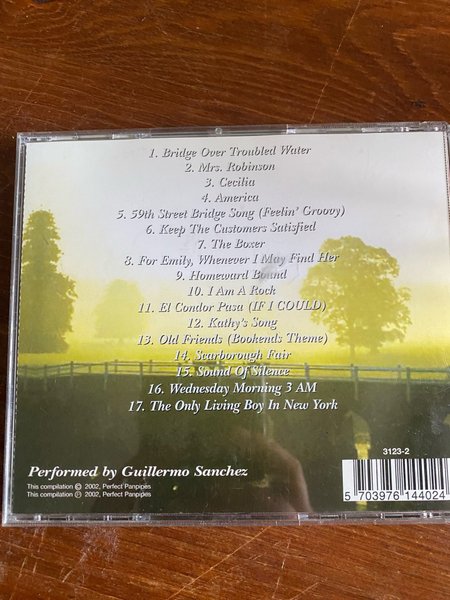 1. Bridge Over Troubled Water
2. Mrs. Robinson
3. Cecilia
4. America
5. 59th Street Bridge Song (Feelin' Groovy)
6. Keep The Customers Satisfied
7. The Boxer
8. For Emily, Whenever I May Find Her
9. Homeward Bound
10. I Am A Rock
11. El Condor Pasa (IF I COULD)
12. Kathy's Song
13. Old Friends (Bookends Theme)
14. Scarborough Fair
15. Sound Of Silence
16. Wednesday Morning 3 AM
17. The Only Living Boy In New York
Performed by Guillermo Sanchez
This compilation © 2002, Perfect Panpipes
This compilation ℗ 2002, Perfect Panpipes
3123-2
5 703976 144024